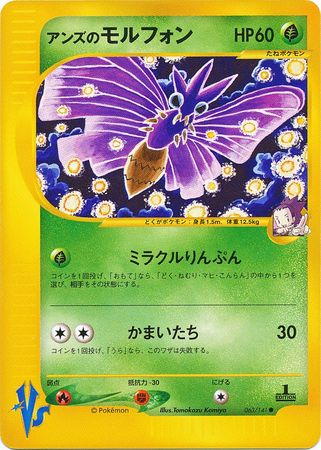 アンズのモルフォン HP60
たねポケモン
どくがポケモン：身長1.5m、体重12.5kg
ミラクルりんぷん
コインを1回投げ、「おもて」なら、「どく・ねむり・マヒ・こんらん」の中から1つを
選び、相手をその状態にする。
かまいたち 30
コインを1回投げ、「うら」なら、このワザは失敗する。
弱点 抵抗力 -30 にげる
VS ©Pokémon Illus.Tomokazu Komiya 063/141 ● 1 EDITION